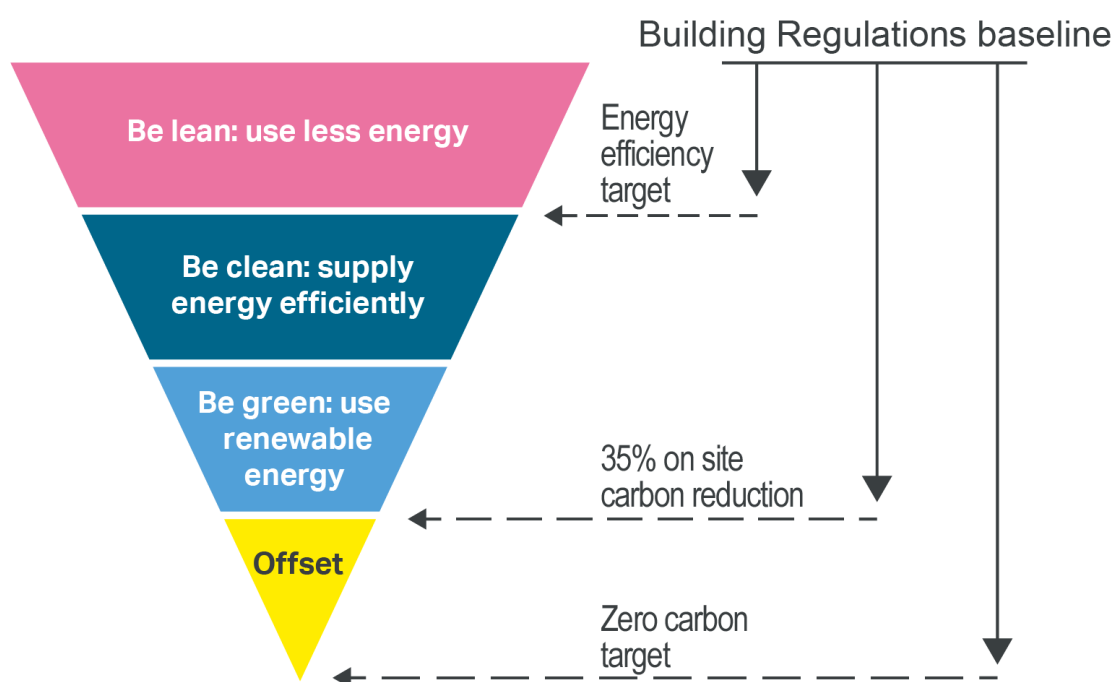 Building Regulations baseline
Be lean: use less energy
Energy
efficiency
target
Be clean: supply
energy efficiently
Be green: use
renewable
energy
35% on site
carbon reduction
Offset
Zero carbon
target